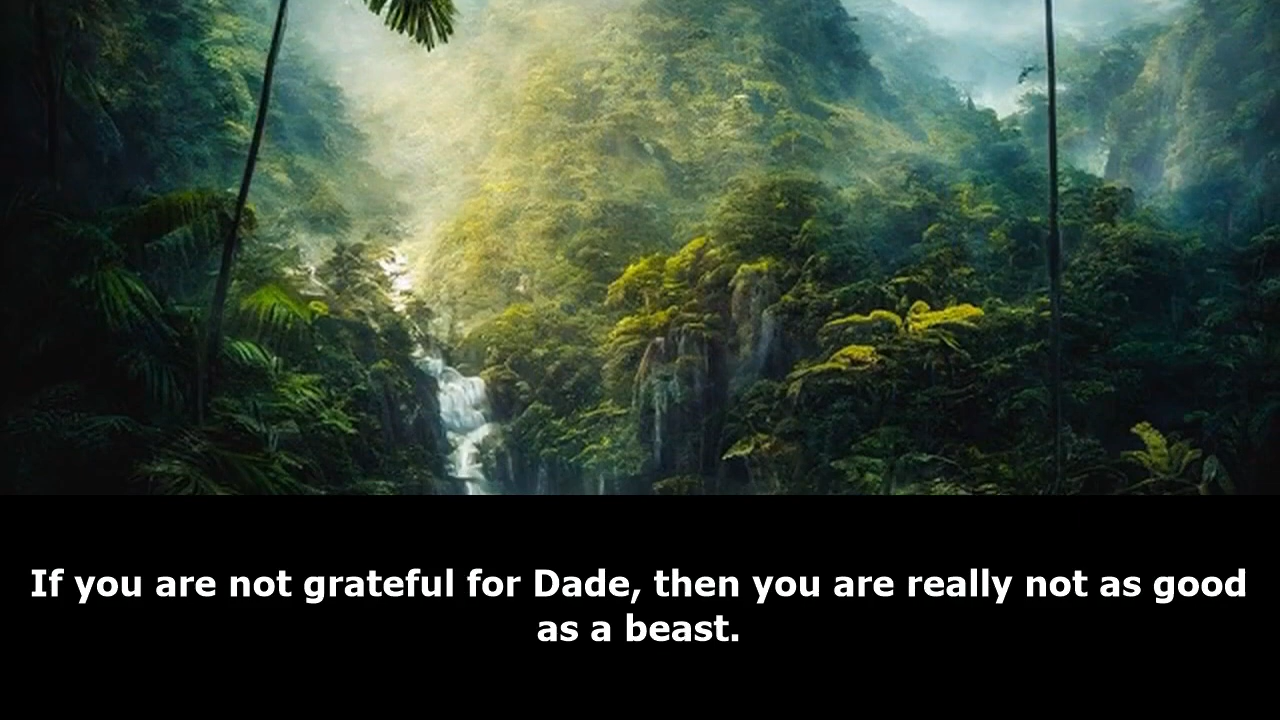 If you are not grateful for Dade, then you are really not as good
as a beast.